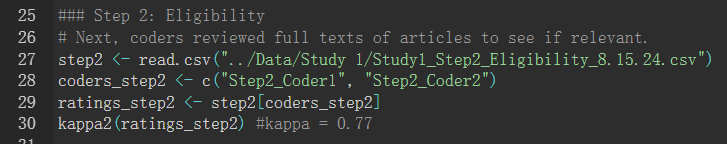 25 ### Step 2: Eligibility
26 # Next, coders reviewed full texts of articles to see if relevant.
27 step2 <- read.csv("../Data/Study 1/Study1_Step2_Eligibility_8.15.24.csv")
28 coders_step2 <- c("Step2_Coder1", "Step2_Coder2")
29 ratings_step2 <- step2[coders_step2]
30 kappa2(ratings_step2) #kappa = 0.77